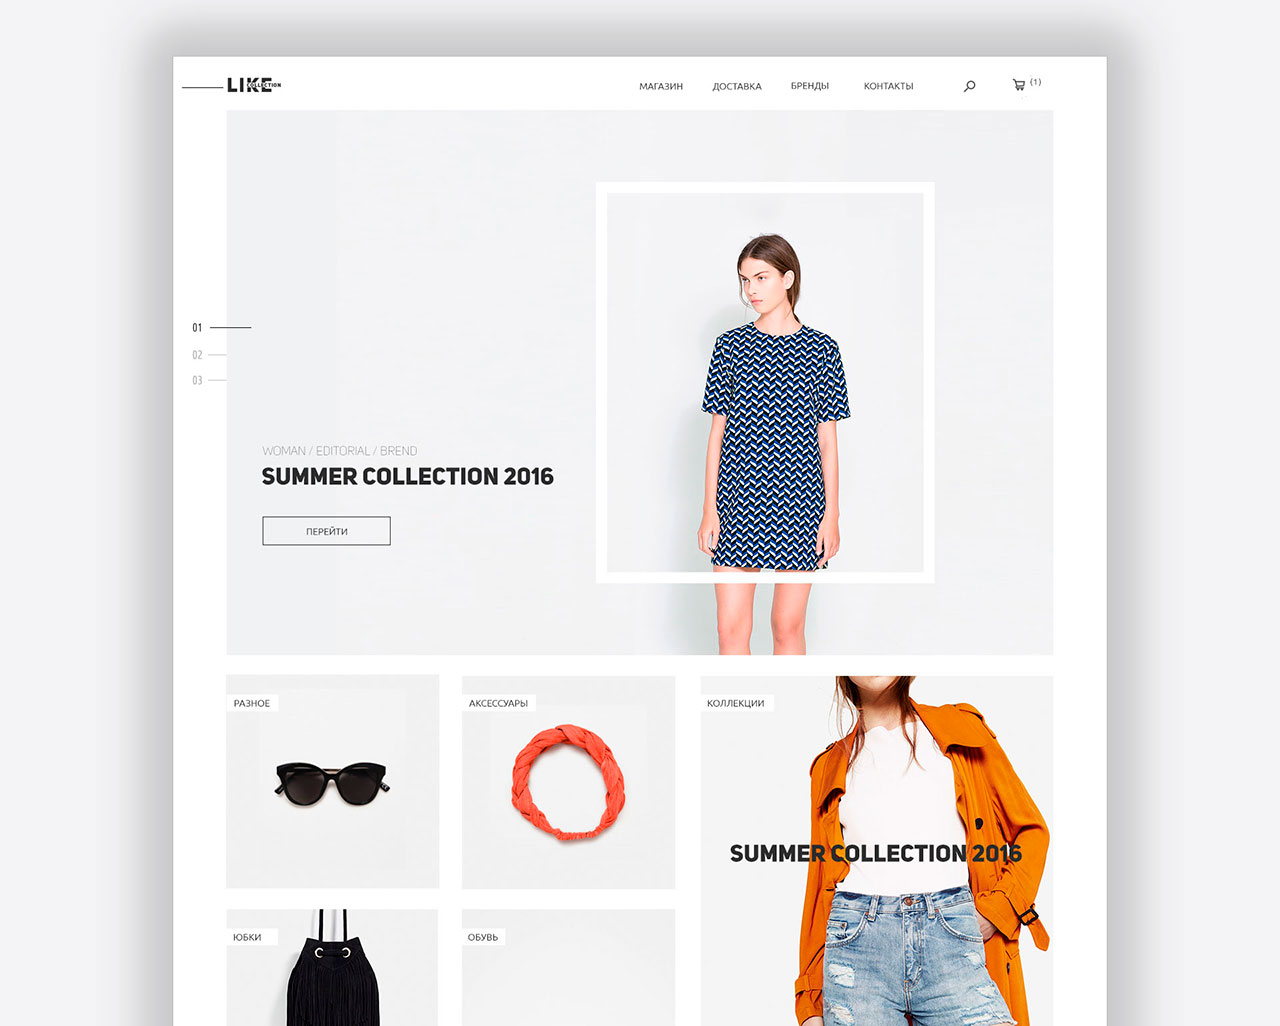 LIKE
COLLECTION
МАГАЗИН ДОСТАВКА БРЕНДЫ КОНТАКТЫ (1)
01
02
03
WOMAN / EDITORIAL / BREND
SUMMER COLLECTION 2016
ПЕРЕЙТИ
РАЗНОЕ
АКСЕССУАРЫ
КОЛЛЕКЦИИ
SUMMER COLLECTION 2016
ЮБКИ
ОБУВЬ